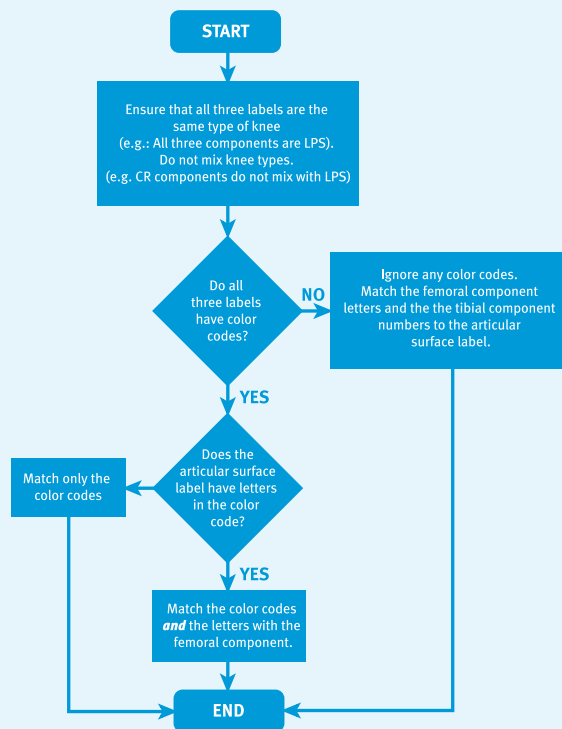 START
Ensure that all three labels are the
same type of knee
(e.g.: All three components are LPS).
Do not mix knee types.
(e.g. CR components do not mix with LPS)
Do all
three labels
have color
codes?
NO
Ignore any color codes.
Match the femoral component
letters and the the tibial component
numbers to the articular
surface label.
YES
Does the
articular surface
label have letters
in the color
code?
Match only the
color codes
YES
Match the color codes
and the letters with the
femoral component.
END